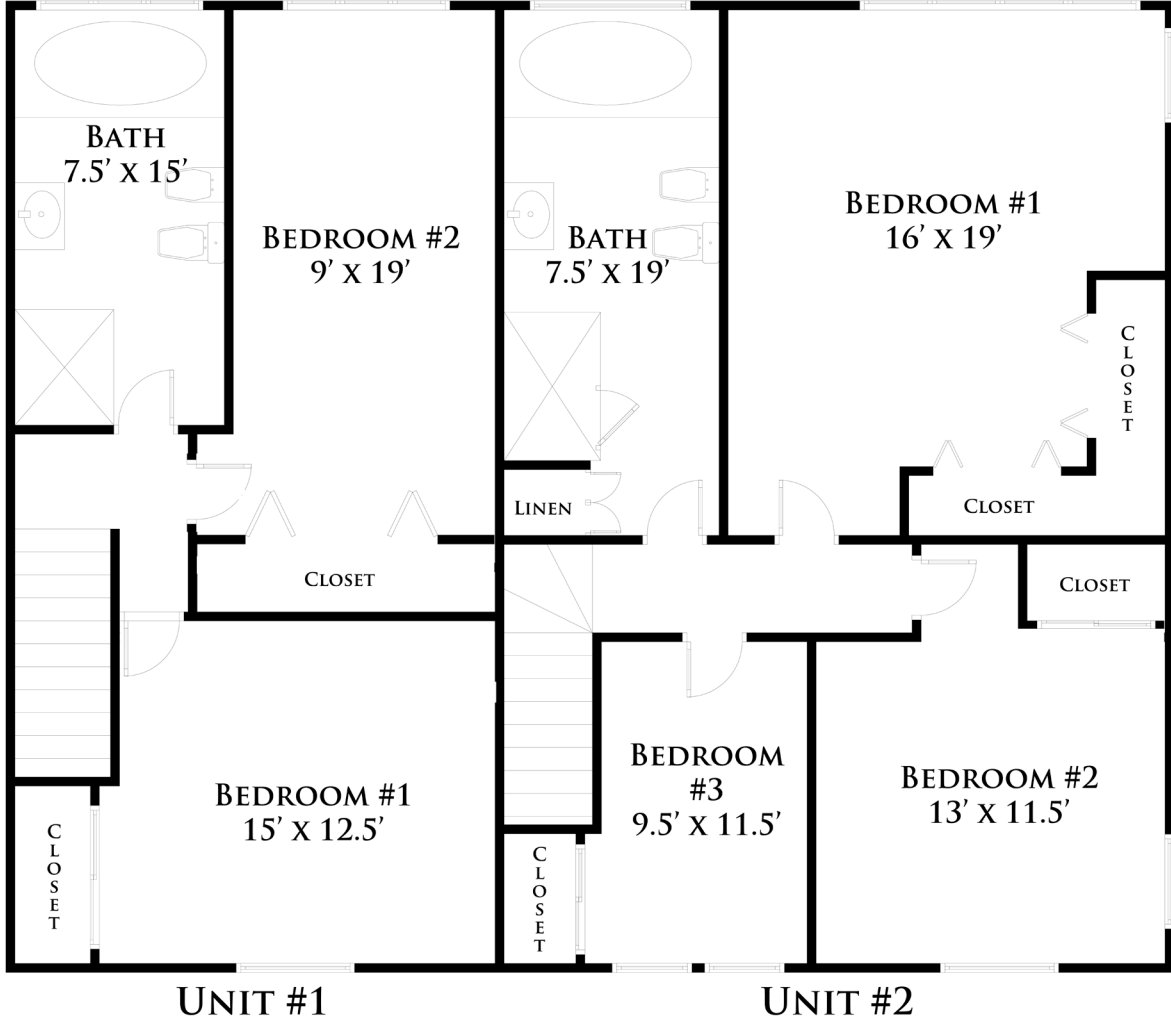 Bath
7.5’ x 15’
Bedroom #2
9’ x 19’
Closet
Bedroom #1
15’ x 12.5’
Closet
Unit #1
Bath
7.5’ x 19’
Linen
Bedroom #1
16’ x 19’
Closet
Closet
Closet
Bedroom
#3
9.5’ x 11.5’
Closet
Bedroom #2
13’ x 11.5’
Unit #2